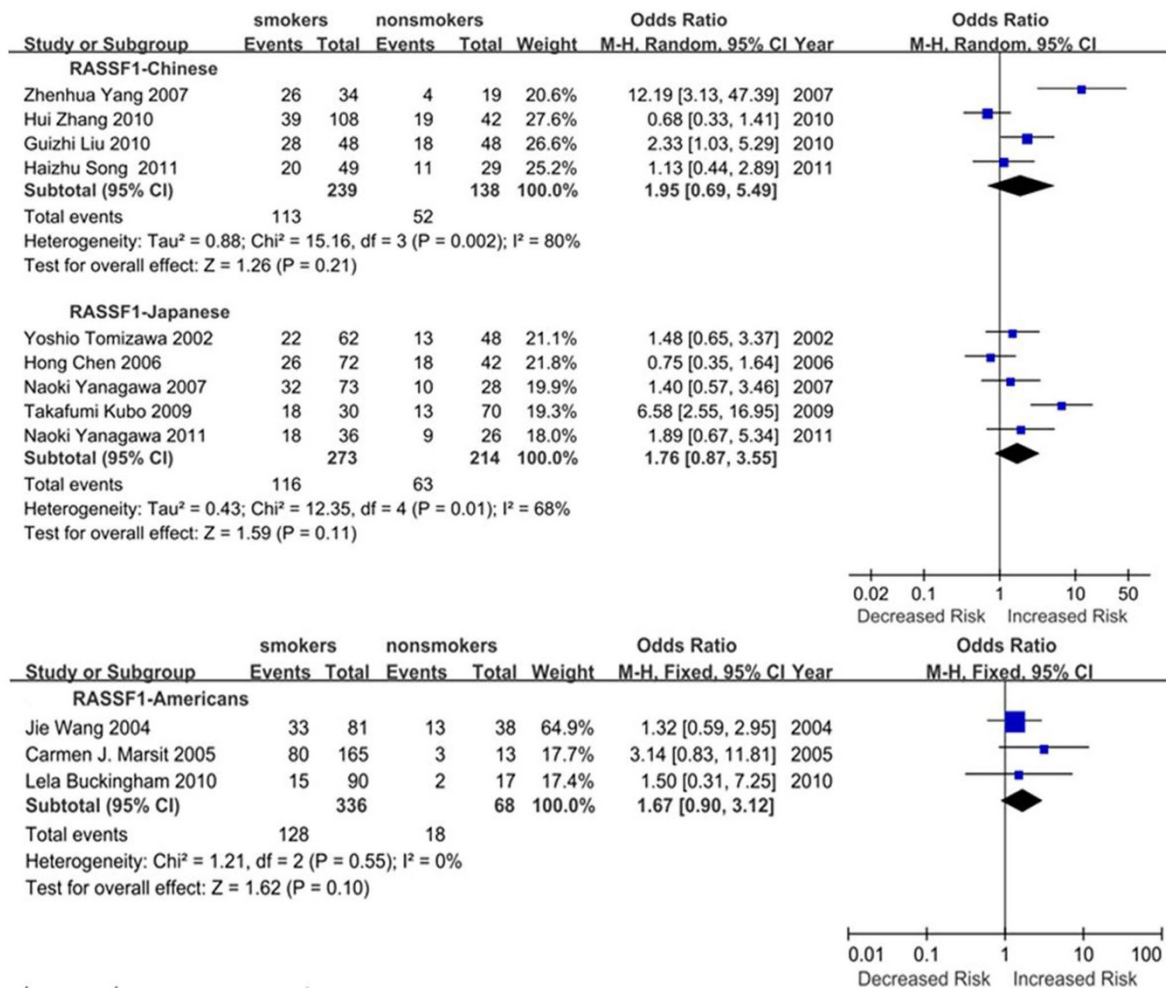 smokers nonsmokers Odds Ratio Odds Ratio
Study or Subgroup Events Total Events Total Weight M-H, Random, 95% CI Year M-H, Random, 95% CI
RASSF1-Chinese
Zhenhua Yang 2007 26 34 4 19 20.6% 12.19 [3.13, 47.39] 2007
Hui Zhang 2010 39 108 19 42 27.6% 0.68 [0.33, 1.41] 2010
Guizhi Liu 2010 28 48 18 48 26.6% 2.33 [1.03, 5.29] 2010
Haizhu Song 2011 20 49 11 29 25.2% 1.13 [0.44, 2.89] 2011
Subtotal (95% CI) 239 138 100.0% 1.95 [0.69, 5.49]
Total events 113 52
Heterogeneity: Tau² = 0.88; Chi² = 15.16, df = 3 (P = 0.002); I² = 80%
Test for overall effect: Z = 1.26 (P = 0.21)
RASSF1-Japanese
Yoshio Tomizawa 2002 22 62 13 48 21.1% 1.48 [0.65, 3.37] 2002
Hong Chen 2006 26 72 18 42 21.8% 0.75 [0.35, 1.64] 2006
Naoki Yanagawa 2007 32 73 10 28 19.9% 1.40 [0.57, 3.46] 2007
Takafumi Kubo 2009 18 30 13 70 19.3% 6.58 [2.55, 16.95] 2009
Naoki Yanagawa 2011 18 36 9 26 18.0% 1.89 [0.67, 5.34] 2011
Subtotal (95% CI) 273 214 100.0% 1.76 [0.87, 3.55]
Total events 116 63
Heterogeneity: Tau² = 0.43; Chi² = 12.35, df = 4 (P = 0.01); I² = 68%
Test for overall effect: Z = 1.59 (P = 0.11)
0.02 0.1 1 10 50
Decreased Risk Increased Risk
smokers nonsmokers Odds Ratio Odds Ratio
Study or Subgroup Events Total Events Total Weight M-H, Fixed, 95% CI Year M-H, Fixed, 95% CI
RASSF1-Americans
Jie Wang 2004 33 81 13 38 64.9% 1.32 [0.59, 2.95] 2004
Carmen J. Marsit 2005 80 165 3 13 17.7% 3.14 [0.83, 11.81] 2005
Lela Buckingham 2010 15 90 2 17 17.4% 1.50 [0.31, 7.25] 2010
Subtotal (95% CI) 336 68 100.0% 1.67 [0.90, 3.12]
Total events 128 18
Heterogeneity: Chi² = 1.21, df = 2 (P = 0.55); I² = 0%
Test for overall effect: Z = 1.62 (P = 0.10)
0.01 0.1 1 10 100
Decreased Risk Increased Risk